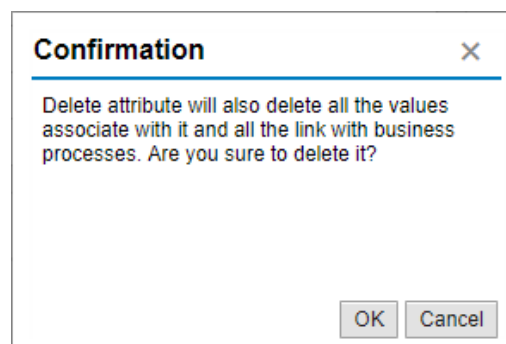 Confirmation
Delete attribute will also delete all the values
associate with it and all the link with business
processes. Are you sure to delete it?
OK Cancel